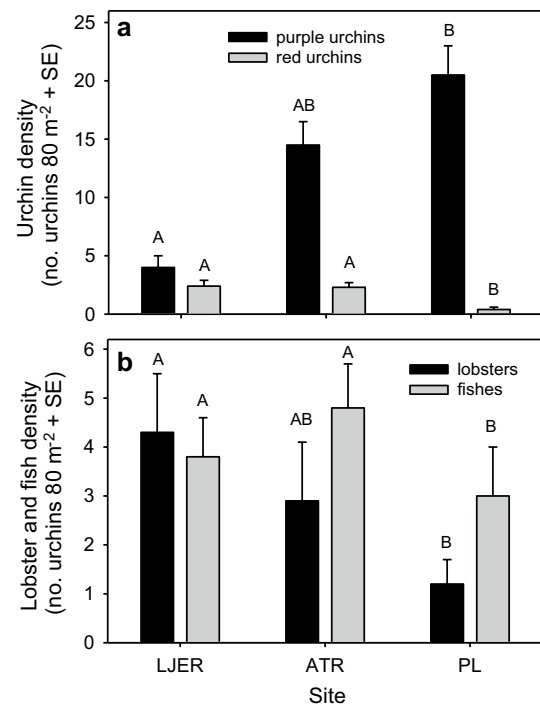 a
purple urchins
red urchins
Urchin density
(no. urchins 80 m⁻² + SE)
25
20
15
10
5
0
A
A
AB
A
B
B
b
lobsters
fishes
Lobster and fish density
(no. urchins 80 m⁻² + SE)
6
5
4
3
2
1
0
A
A
AB
A
B
B
LJER
ATR
PL
Site